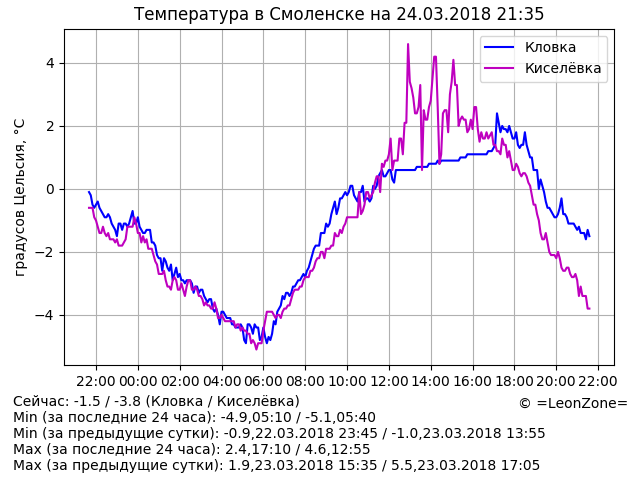 Температура в Смоленске на 24.03.2018 21:35
Кловка
Киселёвка
градусов Цельсия, °C
4
2
0
−2
−4
22:00 00:00 02:00 04:00 06:00 08:00 10:00 12:00 14:00 16:00 18:00 20:00 22:00
Сейчас: -1.5 / -3.8 (Кловка / Киселёвка)
© =LeonZone=
Min (за последние 24 часа): -4.9,05:10 / -5.1,05:40
Min (за предыдущие сутки): -0.9,22.03.2018 23:45 / -1.0,23.03.2018 13:55
Max (за последние 24 часа): 2.4,17:10 / 4.6,12:55
Max (за предыдущие сутки): 1.9,23.03.2018 15:35 / 5.5,23.03.2018 17:05